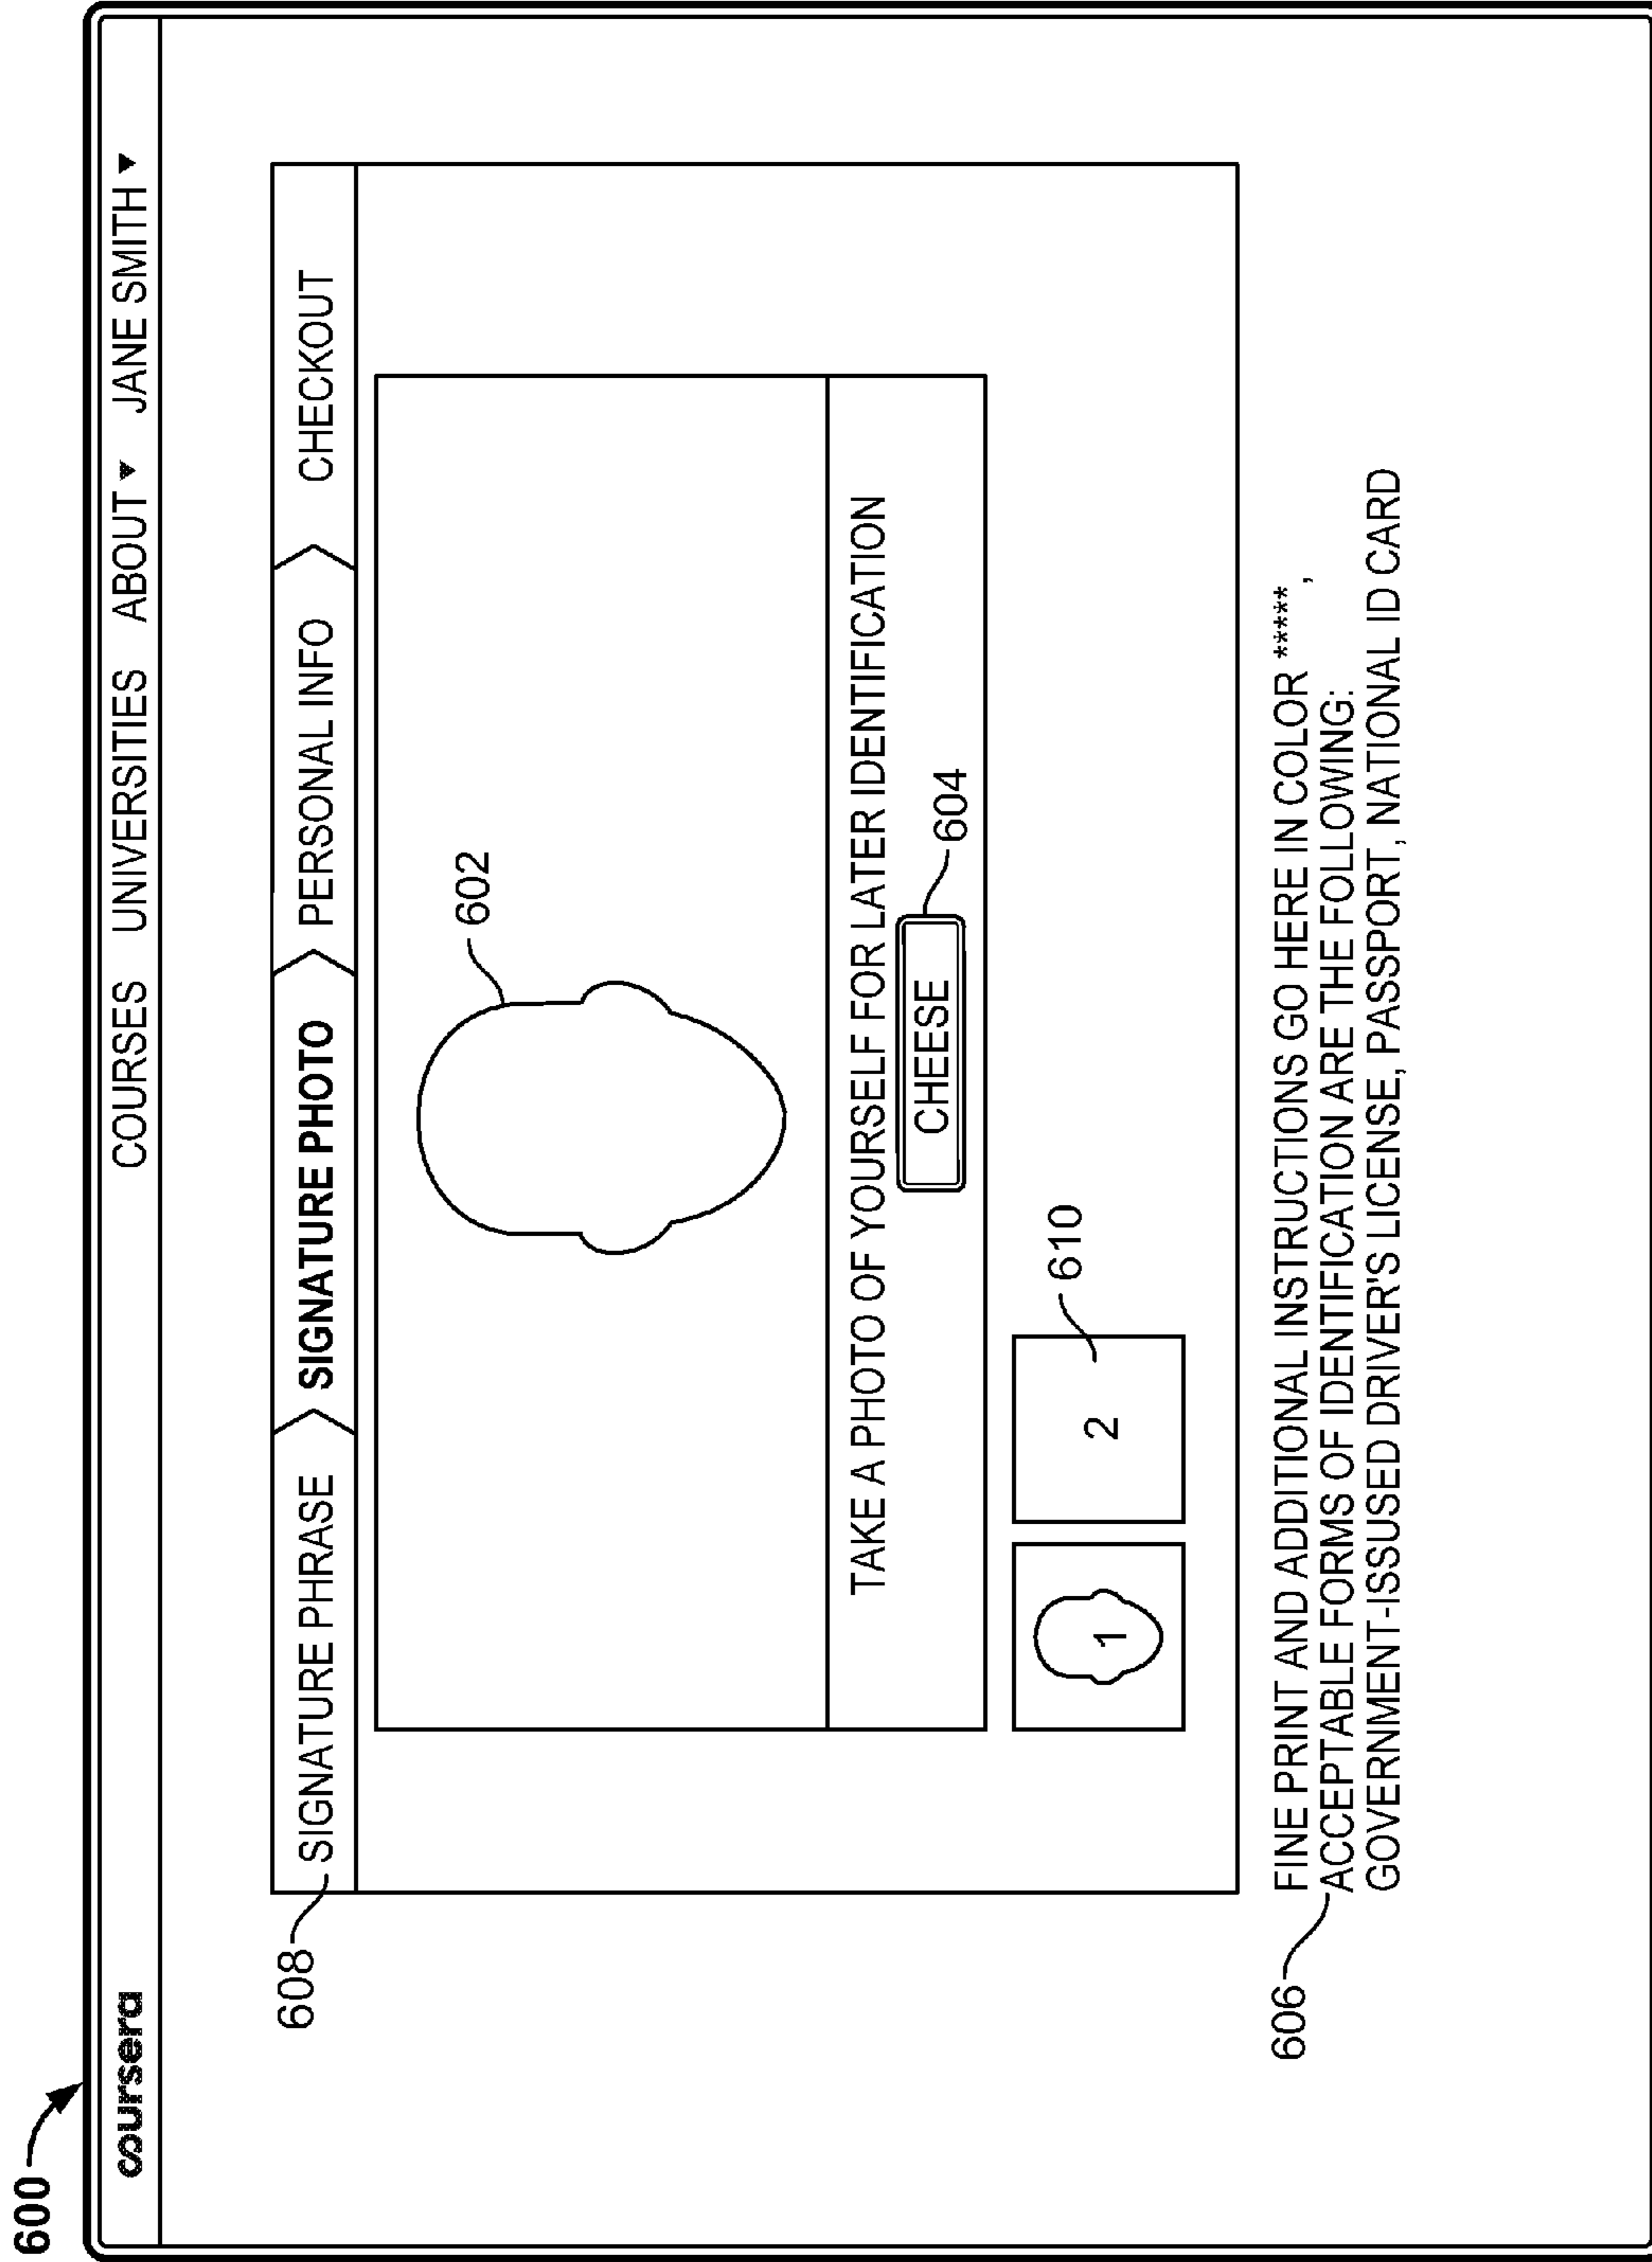 600
coursera COURSES UNIVERSITIES ABOUT JANE SMITH
608 SIGNATURE PHRASE SIGNATURE PHOTO PERSONAL INFO CHECKOUT
602
TAKE A PHOTO OF YOURSELF FOR LATER IDENTIFICATION
CHEESE 604
1 2 610
FINE PRINT AND ADDITIONAL INSTRUCTIONS GO HERE IN COLOR ***** ,
606 ACCEPTABLE FORMS OF IDENTIFICATION ARE THE FOLLOWING:
GOVERNMENT-ISSUSED DRIVER'S LICENSE, PASSPORT, NATIONAL ID CARD